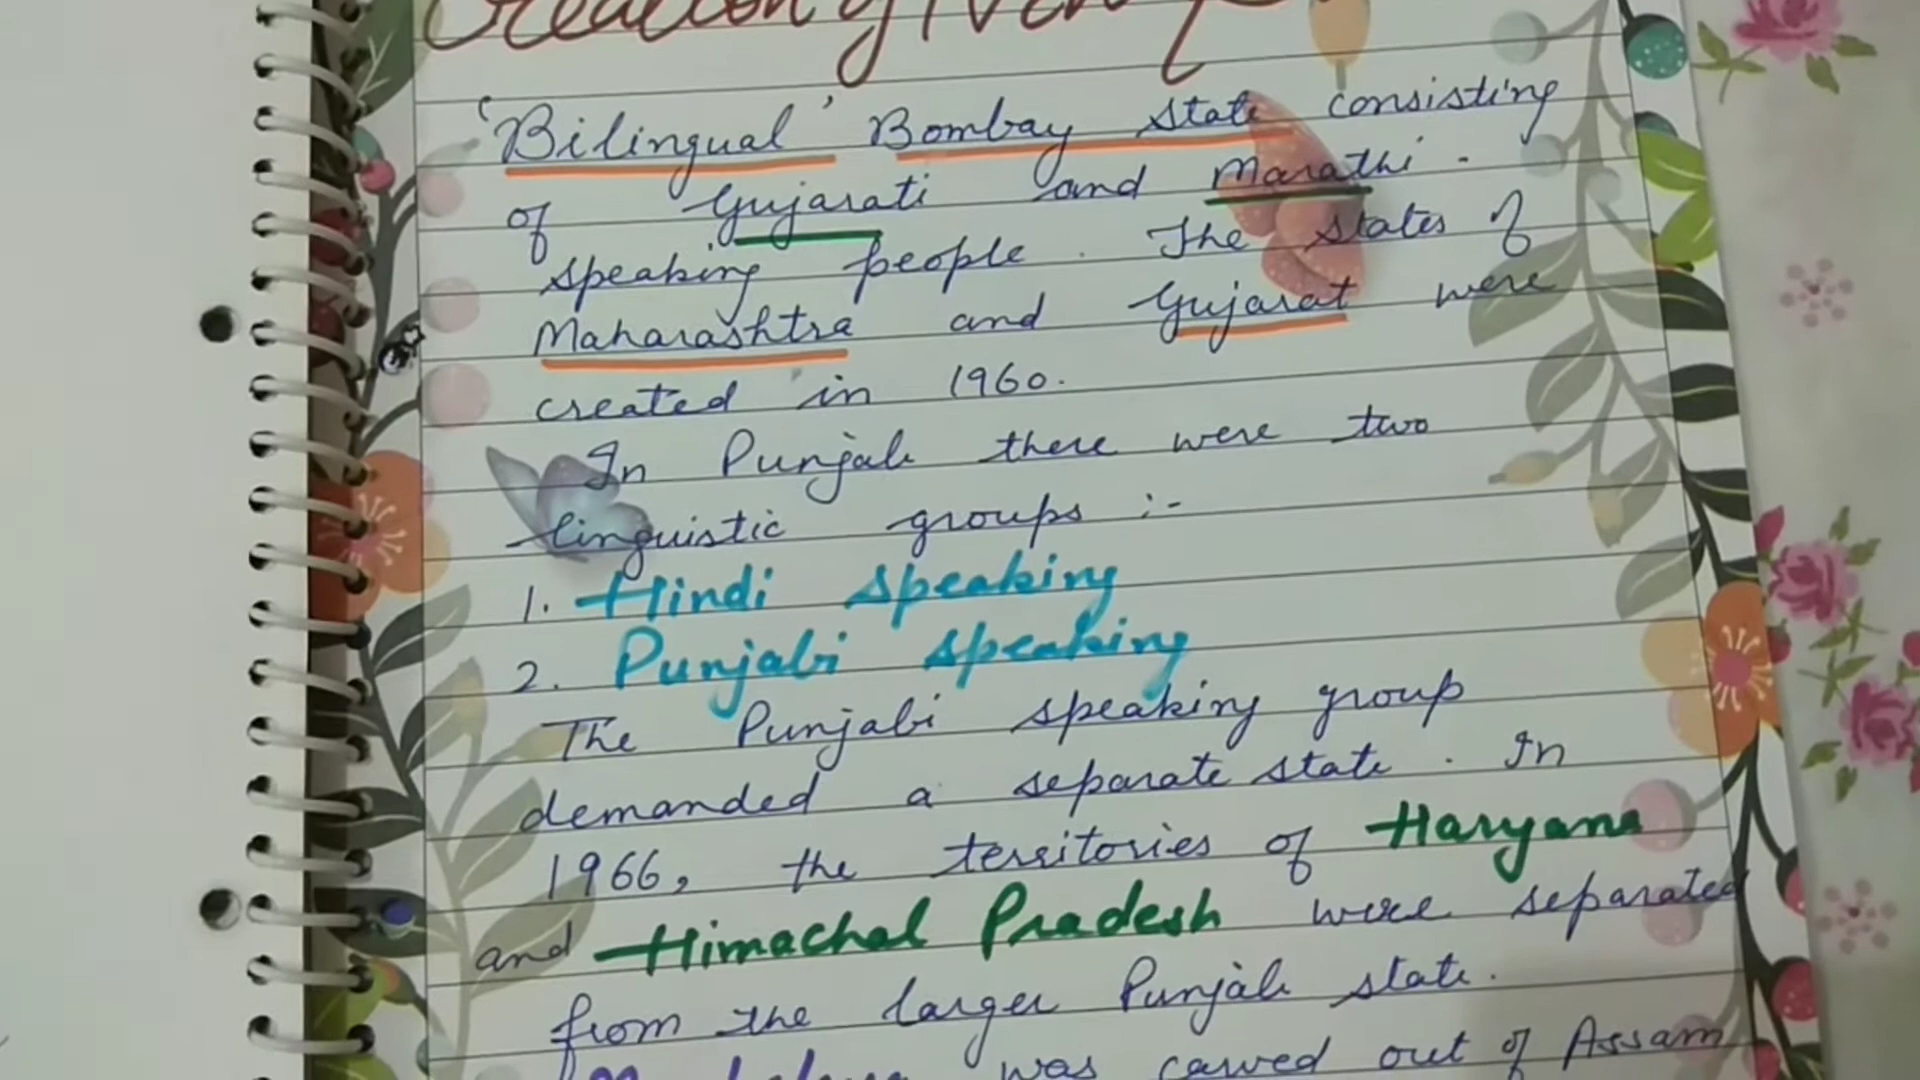 Creation of New
'Bilingual' Bombay state consisting
of Gujarati and Marathi -
speaking people. The states of
Maharashtra and Gujarat were
created in 1960.
In Punjab there were two
linguistic groups :-
1. Hindi speaking
2. Punjabi speaking
The Punjabi speaking group
demanded a separate state. In
1966, the territories of Haryana
and Himachal Pradesh were separated
from the larger Punjab state.
was carved out of Assam